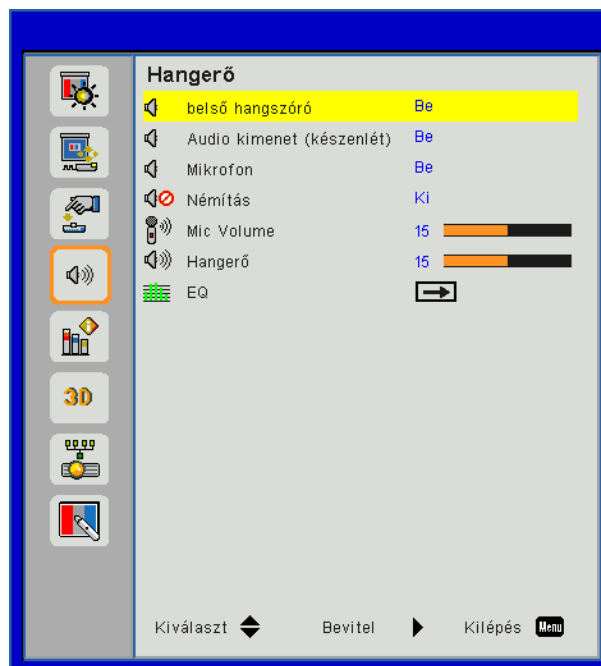 Hangerő
belső hangszóró Be
Audio kimenet (készenlét) Be
Mikrofon Be
Némítás Ki
Mic Volume 15
Hangerő 15
EQ
3D
Kiválaszt Bevitel Kilépés Menu